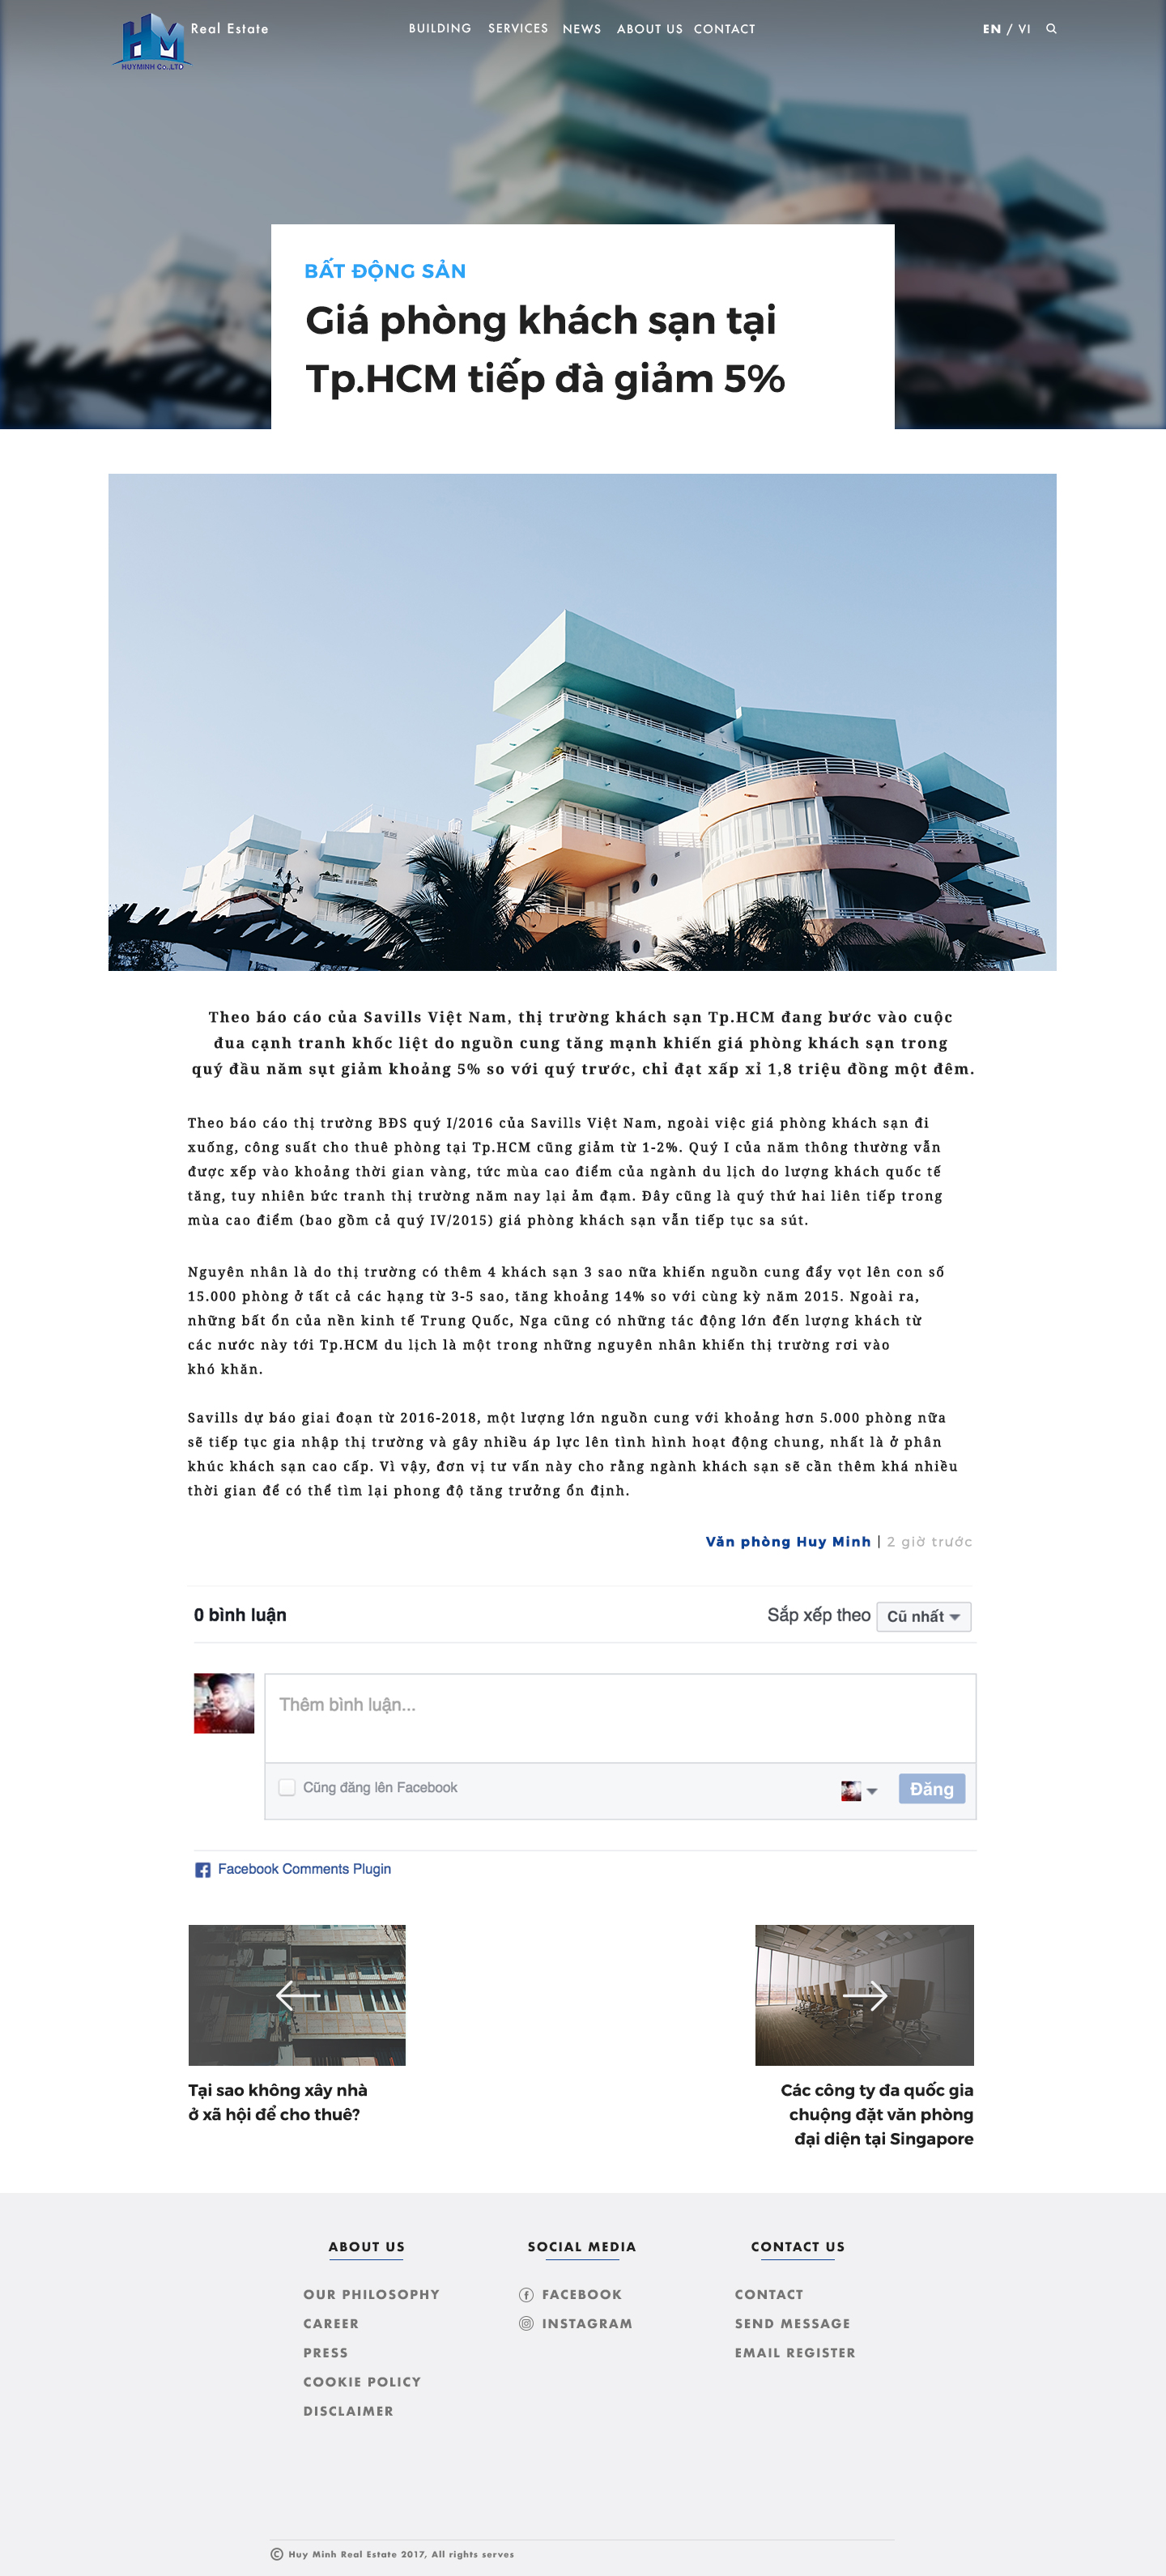 HM
HUYMINH Co.,LTD
Real Estate
BUILDING SERVICES NEWS ABOUT US CONTACT
EN / VI
BẤT ĐỘNG SẢN
Giá phòng khách sạn tại
Tp.HCM tiếp đà giảm 5%
Theo báo cáo của Savills Việt Nam, thị trường khách sạn Tp.HCM đang bước vào cuộc
đua cạnh tranh khốc liệt do nguồn cung tăng mạnh khiến giá phòng khách sạn trong
quý đầu năm sụt giảm khoảng 5% so với quý trước, chỉ đạt xấp xỉ 1,8 triệu đồng một đêm.
Theo báo cáo thị trường BĐS quý I/2016 của Savills Việt Nam, ngoài việc giá phòng khách sạn đi
xuống, công suất cho thuê phòng tại Tp.HCM cũng giảm từ 1-2%. Quý I của năm thông thường vẫn
được xếp vào khoảng thời gian vàng, tức mùa cao điểm của ngành du lịch do lượng khách quốc tế
tăng, tuy nhiên bức tranh thị trường năm nay lại ảm đạm. Đây cũng là quý thứ hai liên tiếp trong
mùa cao điểm (bao gồm cả quý IV/2015) giá phòng khách sạn vẫn tiếp tục sa sút.
Nguyên nhân là do thị trường có thêm 4 khách sạn 3 sao nữa khiến nguồn cung đẩy vọt lên con số
15.000 phòng ở tất cả các hạng từ 3-5 sao, tăng khoảng 14% so với cùng kỳ năm 2015. Ngoài ra,
những bất ổn của nền kinh tế Trung Quốc, Nga cũng có những tác động lớn đến lượng khách từ
các nước này tới Tp.HCM du lịch là một trong những nguyên nhân khiến thị trường rơi vào
khó khăn.
Savills dự báo giai đoạn từ 2016-2018, một lượng lớn nguồn cung với khoảng hơn 5.000 phòng nữa
sẽ tiếp tục gia nhập thị trường và gây nhiều áp lực lên tình hình hoạt động chung, nhất là ở phân
khúc khách sạn cao cấp. Vì vậy, đơn vị tư vấn này cho rằng ngành khách sạn sẽ cần thêm khá nhiều
thời gian để có thể tìm lại phong độ tăng trưởng ổn định.
Văn phòng Huy Minh | 2 giờ trước
0 bình luận
Sắp xếp theo Cũ nhất
Thêm bình luận...
Cũng đăng lên Facebook
Đăng
Facebook Comments Plugin
Tại sao không xây nhà
ở xã hội để cho thuê?
Các công ty đa quốc gia
chuộng đặt văn phòng
đại diện tại Singapore
ABOUT US
OUR PHILOSOPHY
CAREER
PRESS
COOKIE POLICY
DISCLAIMER
SOCIAL MEDIA
FACEBOOK
INSTAGRAM
CONTACT US
CONTACT
SEND MESSAGE
EMAIL REGISTER
© Huy Minh Real Estate 2017, All rights serves